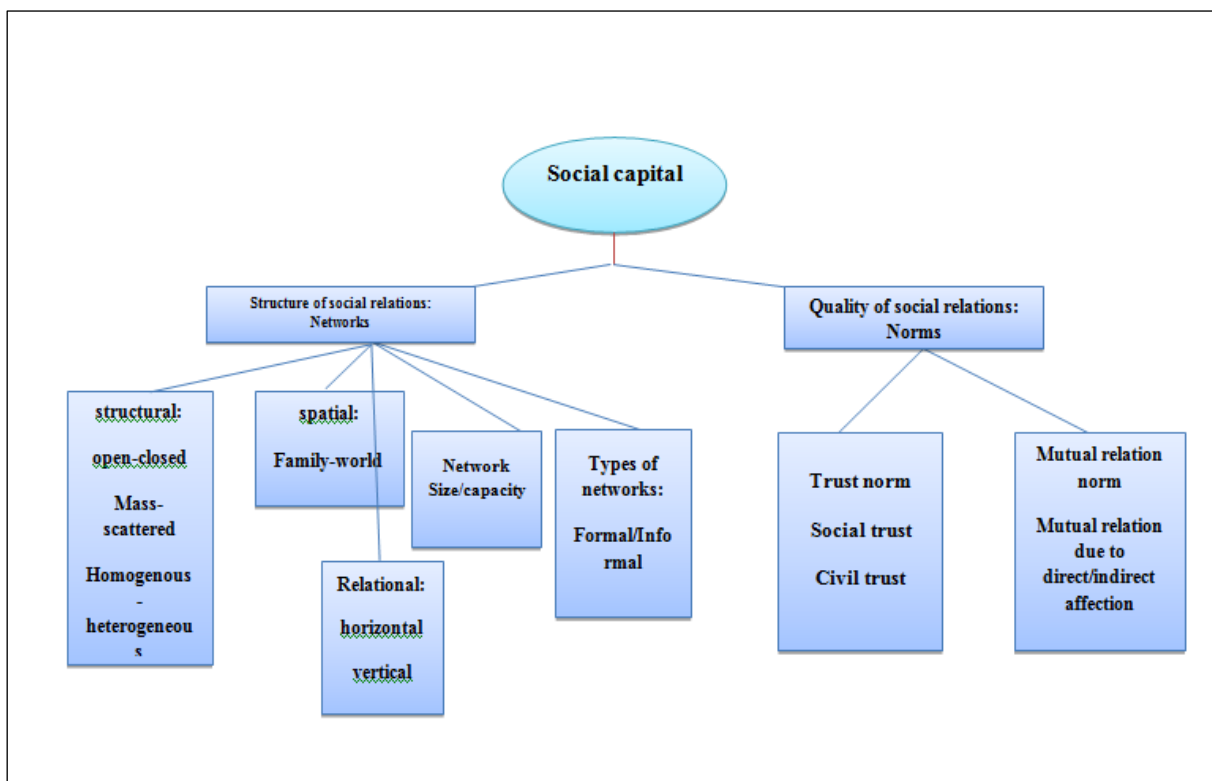 Social capital
Structure of social relations:
Networks
Quality of social relations:
Norms
structural:
open-closed
Mass-
scattered
Homogenous
-
heterogeneou
s
spatial:
Family-world
Relational:
horizontal
vertical
Network
Size/capacity
Types of
networks:
Formal/Info
rmal
Trust norm
Social trust
Civil trust
Mutual relation
norm
Mutual relation
due to
direct/indirect
affection